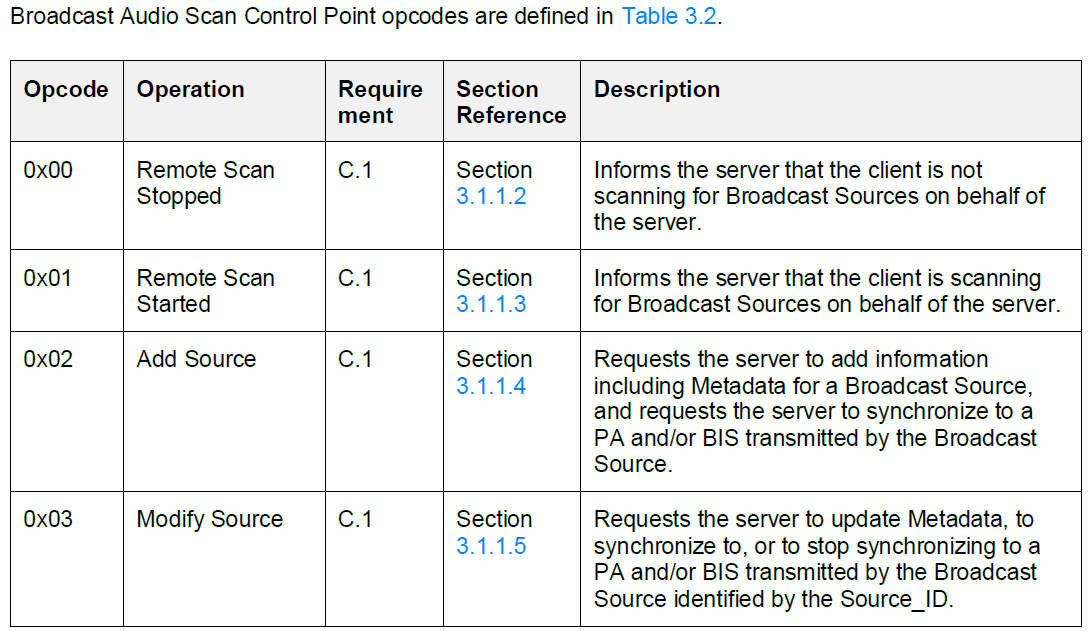 Broadcast Audio Scan Control Point opcodes are defined in Table 3.2.
Opcode Operation Require
ment Section
Reference Description
0x00 Remote Scan
Stopped C.1 Section
3.1.1.2 Informs the server that the client is not
scanning for Broadcast Sources on behalf of
the server.
0x01 Remote Scan
Started C.1 Section
3.1.1.3 Informs the server that the client is scanning
for Broadcast Sources on behalf of the server.
0x02 Add Source C.1 Section
3.1.1.4 Requests the server to add information
including Metadata for a Broadcast Source,
and requests the server to synchronize to a
PA and/or BIS transmitted by the Broadcast
Source.
0x03 Modify Source C.1 Section
3.1.1.5 Requests the server to update Metadata, to
synchronize to, or to stop synchronizing to a
PA and/or BIS transmitted by the Broadcast
Source identified by the Source_ID.